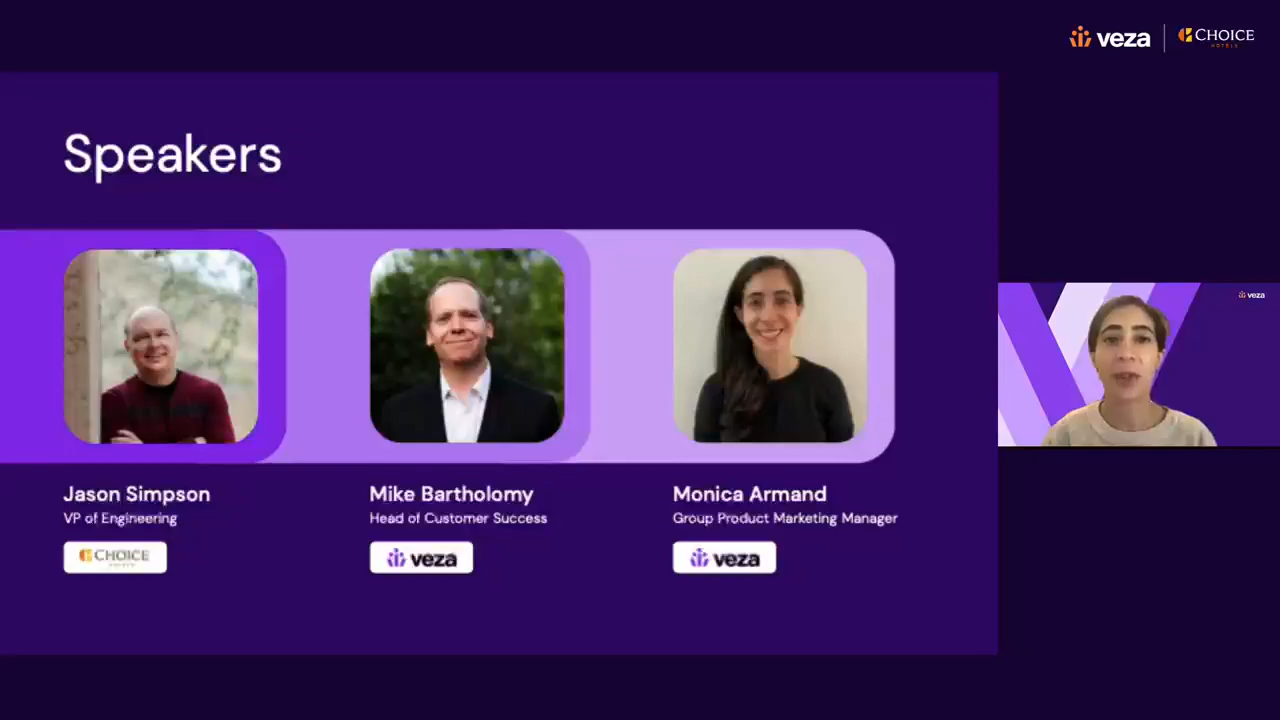 veza
CHOICE
HOTELS
Speakers
veza
Jason Simpson
Mike Bartholomy
Monica Armand
VP of Engineering
Head of Customer Success
Group Product Marketing Manager
CHOICE
veza
veza